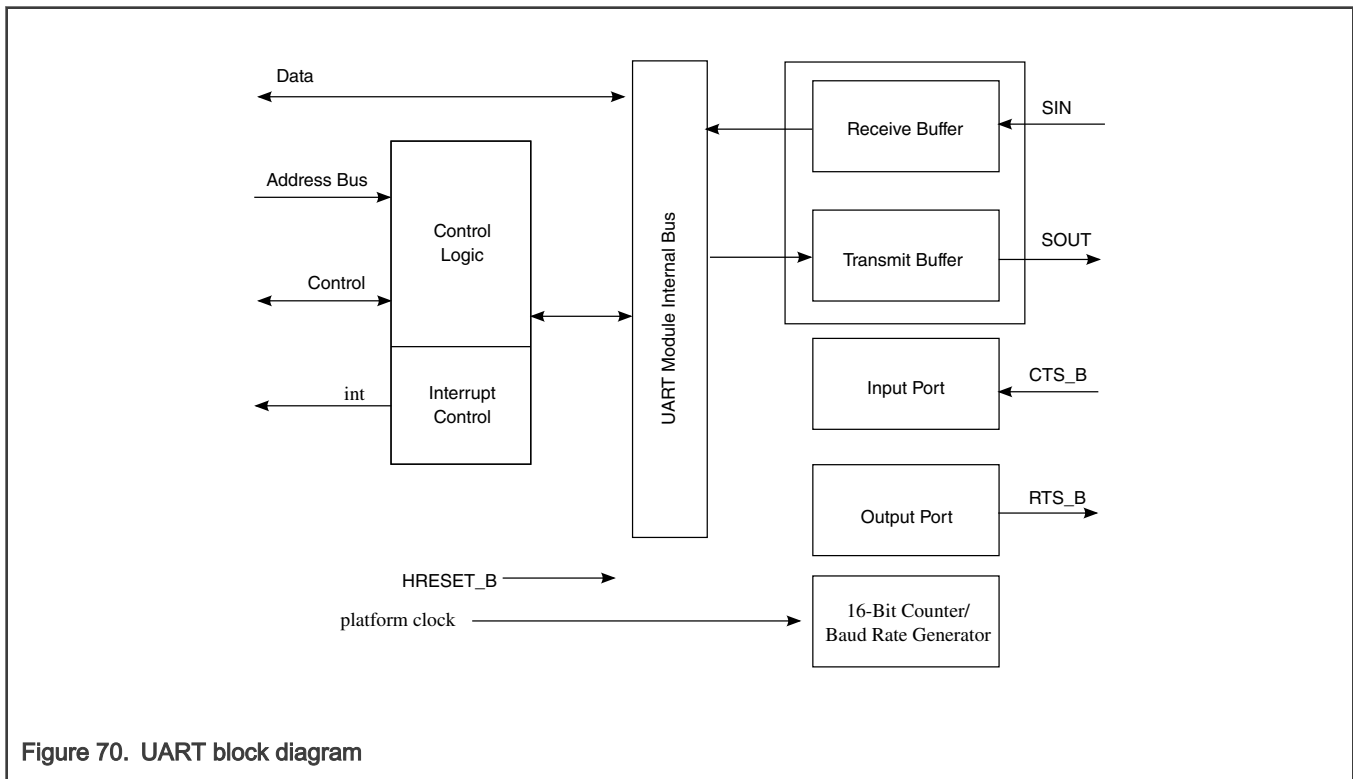 Data
SIN
Receive Buffer
Address Bus
UART Module Internal Bus
Control
Logic
SOUT
Transmit Buffer
Control
CTS_B
Input Port
int
Interrupt
Control
RTS_B
Output Port
HRESET_B
platform clock
16-Bit Counter/
Baud Rate Generator
Figure 70. UART block diagram